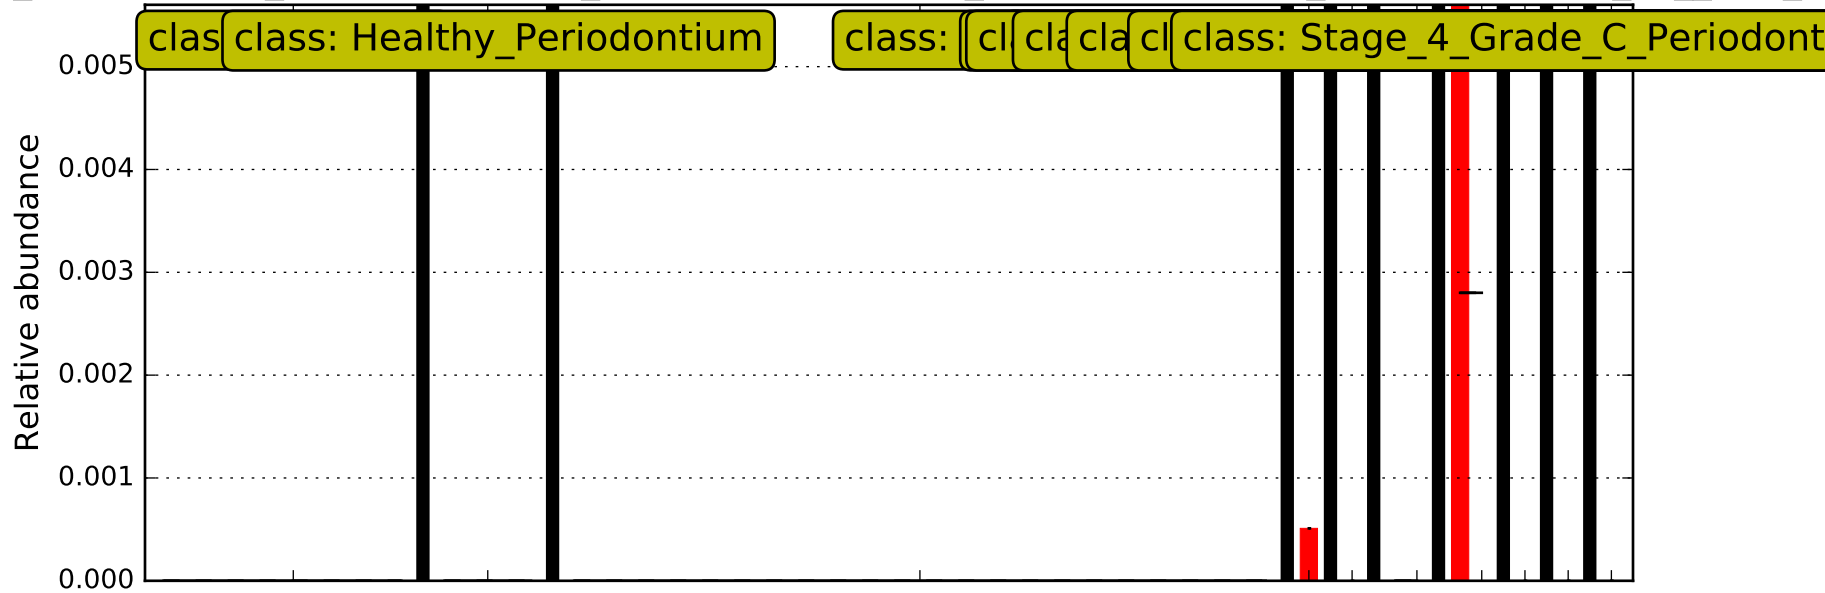 clas
class: Healthy_Periodontium
class:
cl
cla
cla
cl
class: Stage_4_Grade_C_Periodont
0.005
0.004
0.003
0.002
0.001
0.000
Relative abundance